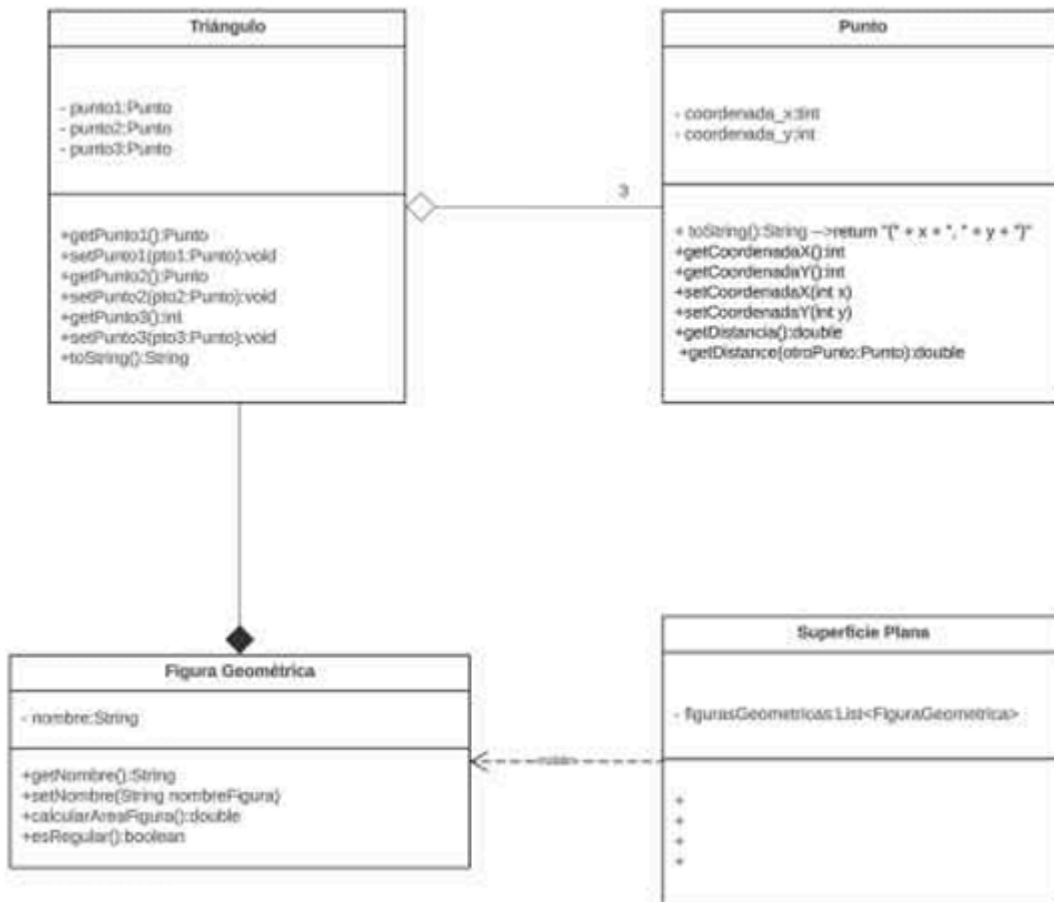 Triángulo
- punto1:Punto
- punto2:Punto
- punto3:Punto
+getPunto1():Punto
+setPunto1(pto1:Punto):void
+getPunto2():Punto
+setPunto2(pto2:Punto):void
+getPunto3():int
+setPunto3(pto3:Punto):void
+toString():String
3
Punto
- coordenada_x:tint
- coordenada_y:int
+ toString():String -->return "(" + x + ", " + y + ")"
+getCoordenadaX():int
+getCoordenadaY():int
+setCoordenadaX(int x)
+setCoordenadaY(int y)
+getDistancia():double
+getDistance(otroPunto:Punto):double
Figura Geométrica
- nombre:String
+getNombre():String
+setNombre(String nombreFigura)
+calcularAreaFigura():double
+esRegular():boolean
Superficie Plana
- figurasGeometricas:List<FiguraGeometrica>
+
+
+
+